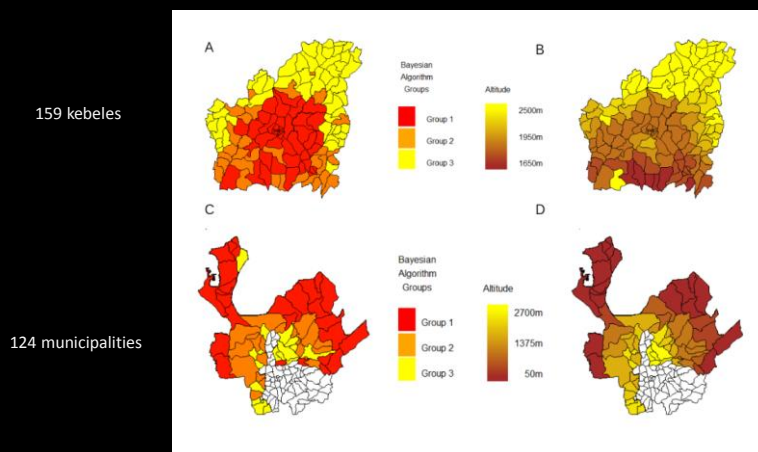 A
B
159 kebeles
Bayesian
Algorithm
Groups
Group 1
Group 2
Group 3
Altitude
2500m
1950m
1650m
C
D
124 municipalities
Bayesian
Algorithm
Groups
Group 1
Group 2
Group 3
Altitude
2700m
1375m
50m